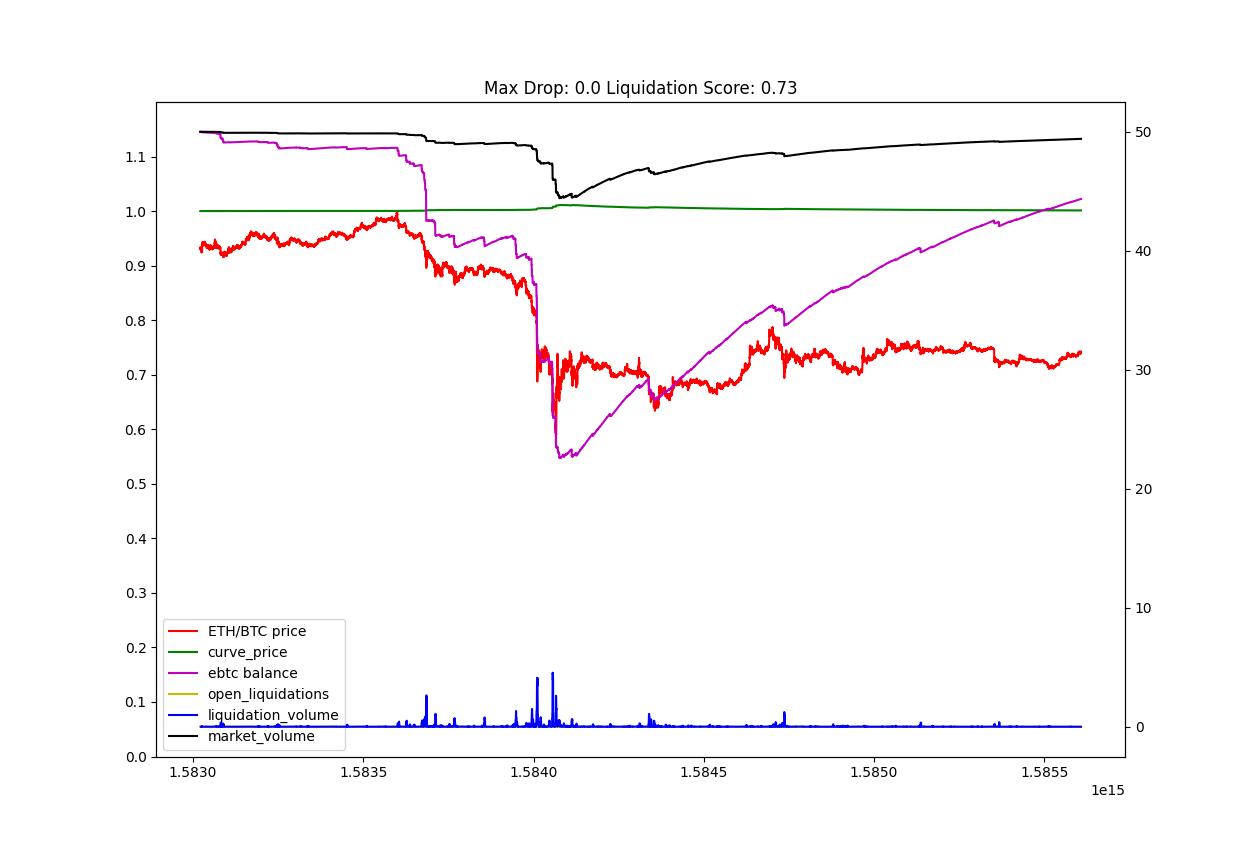 Max Drop: 0.0 Liquidation Score: 0.73
1.1
1.0
0.9
0.8
0.7
0.6
0.5
0.4
0.3
0.2
0.1
0.0
50
40
30
20
10
0
ETH/BTC price
curve_price
ebtc balance
open_liquidations
liquidation_volume
market_volume
1.5830 1.5835 1.5840 1.5845 1.5850 1.5855
1e15